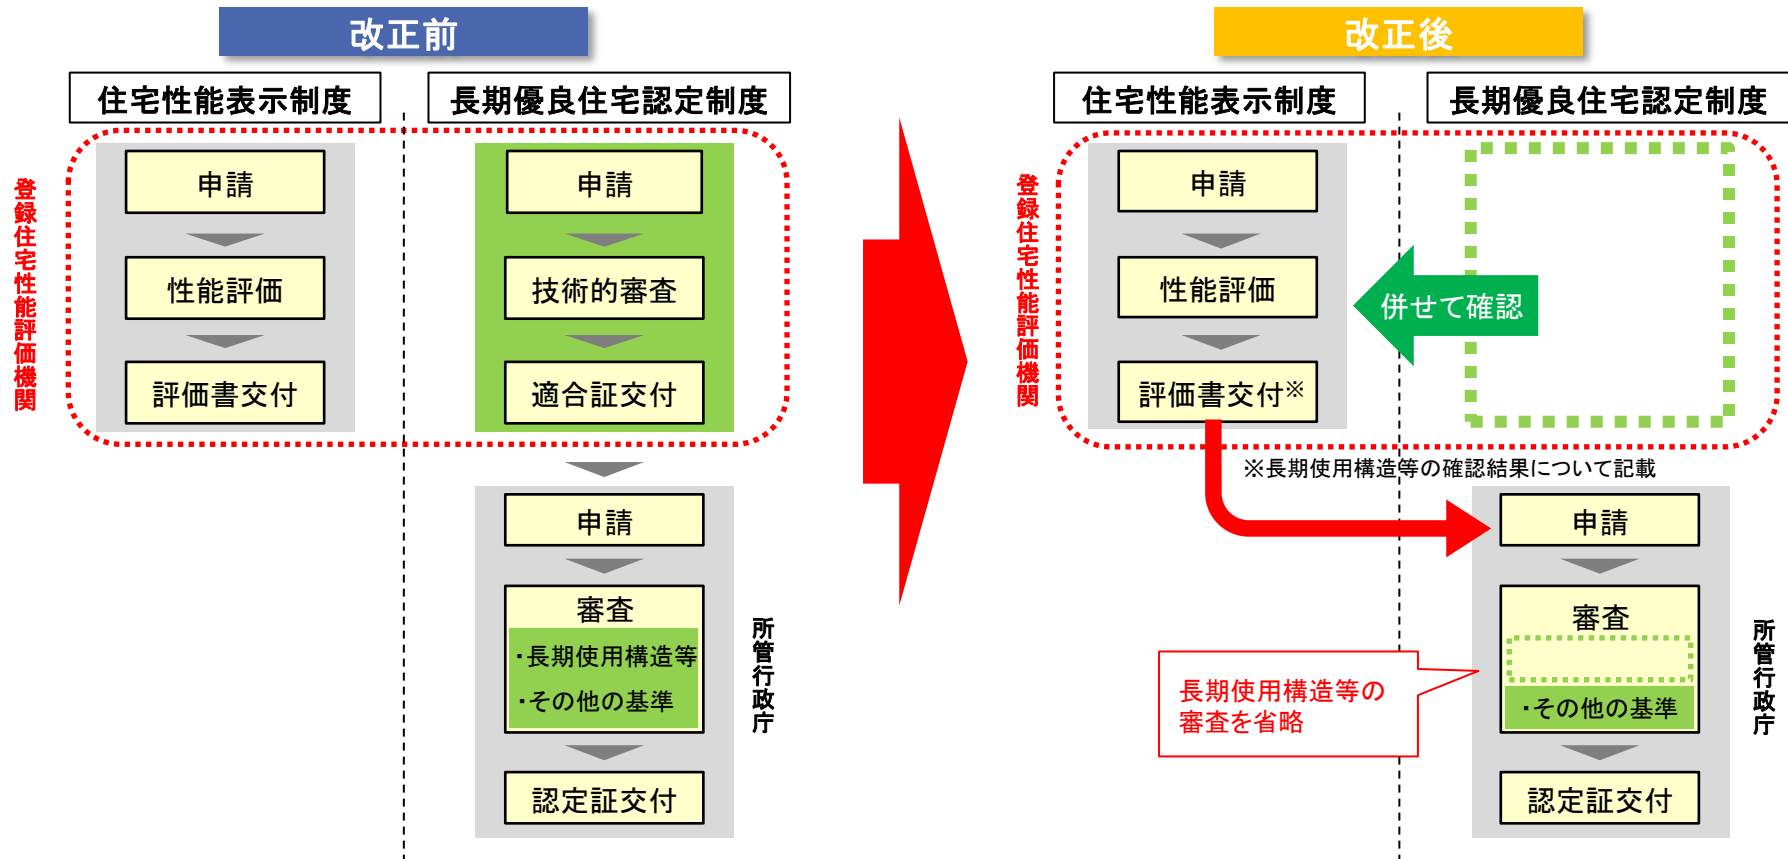 改正前
住宅性能表示制度
長期優良住宅認定制度
登録住宅性能評価機関
申請
性能評価
評価書交付
申請
技術的審査
適合証交付
申請
審査
・長期使用構造等
・その他の基準
認定証交付
所管行政庁
改正後
住宅性能表示制度
長期優良住宅認定制度
登録住宅性能評価機関
申請
性能評価
評価書交付※
併せて確認
※長期使用構造等の確認結果について記載
申請
審査
・その他の基準
認定証交付
長期使用構造等の
審査を省略
所管行政庁